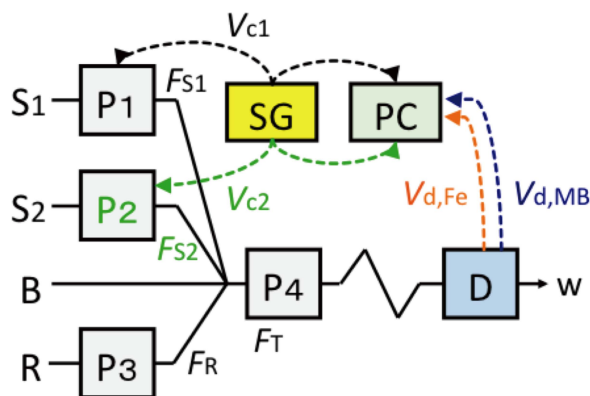 Vc1
S1 P1 FS1 SG PC
S2 P2 Vc2 Vd,Fe Vd,MB
FS2
B P4 D w
FT
R P3 FR